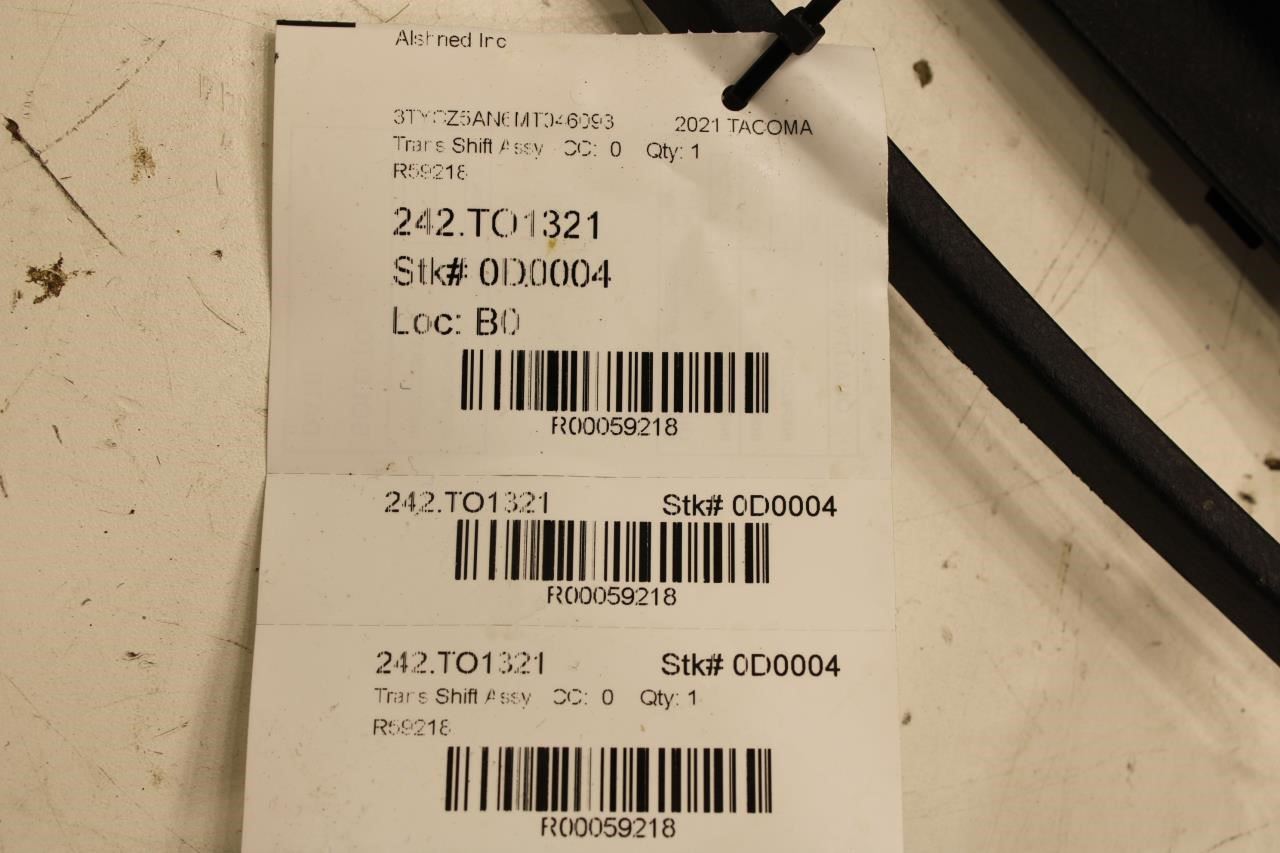 Alshned Inc
2021 TACOMA
Trans Shift Assy CC: 0 Qty: 1
R59218
242.TO1321
Stk# 0D0004
Loc: B0
R00059218
242.TO1321 Stk# 0D0004
R00059218
242.TO1321 Stk# 0D0004
Trans Shift Assy CC: 0 Qty: 1
R59218
R00059218